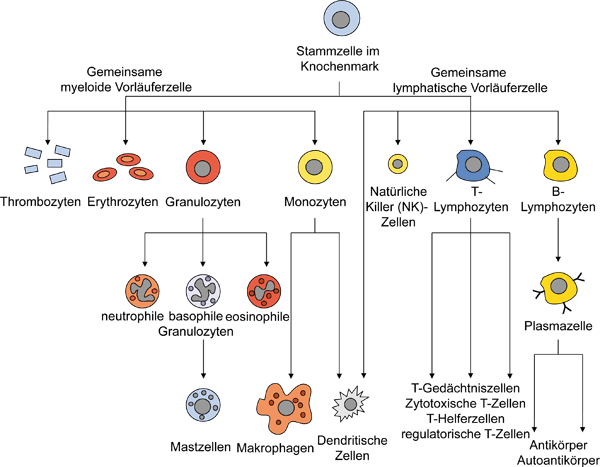 Stammzelle im
Knochenmark
Gemeinsame
myeloide Vorläuferzelle
Gemeinsame
lymphatische Vorläuferzelle
Thrombozyten
Erythrozyten
Granulozyten
Monozyten
Natürliche
Killer (NK)-
Zellen
T-
Lymphozyten
B-
Lymphozyten
neutrophile
basophile
eosinophile
Granulozyten
Plasmazelle
Mastzellen
Makrophagen
Dendritische
Zellen
T-Gedächtniszellen
Zytotoxische T-Zellen
T-Helferzellen
regulatorische T-Zellen
Antikörper
Autoantikörper